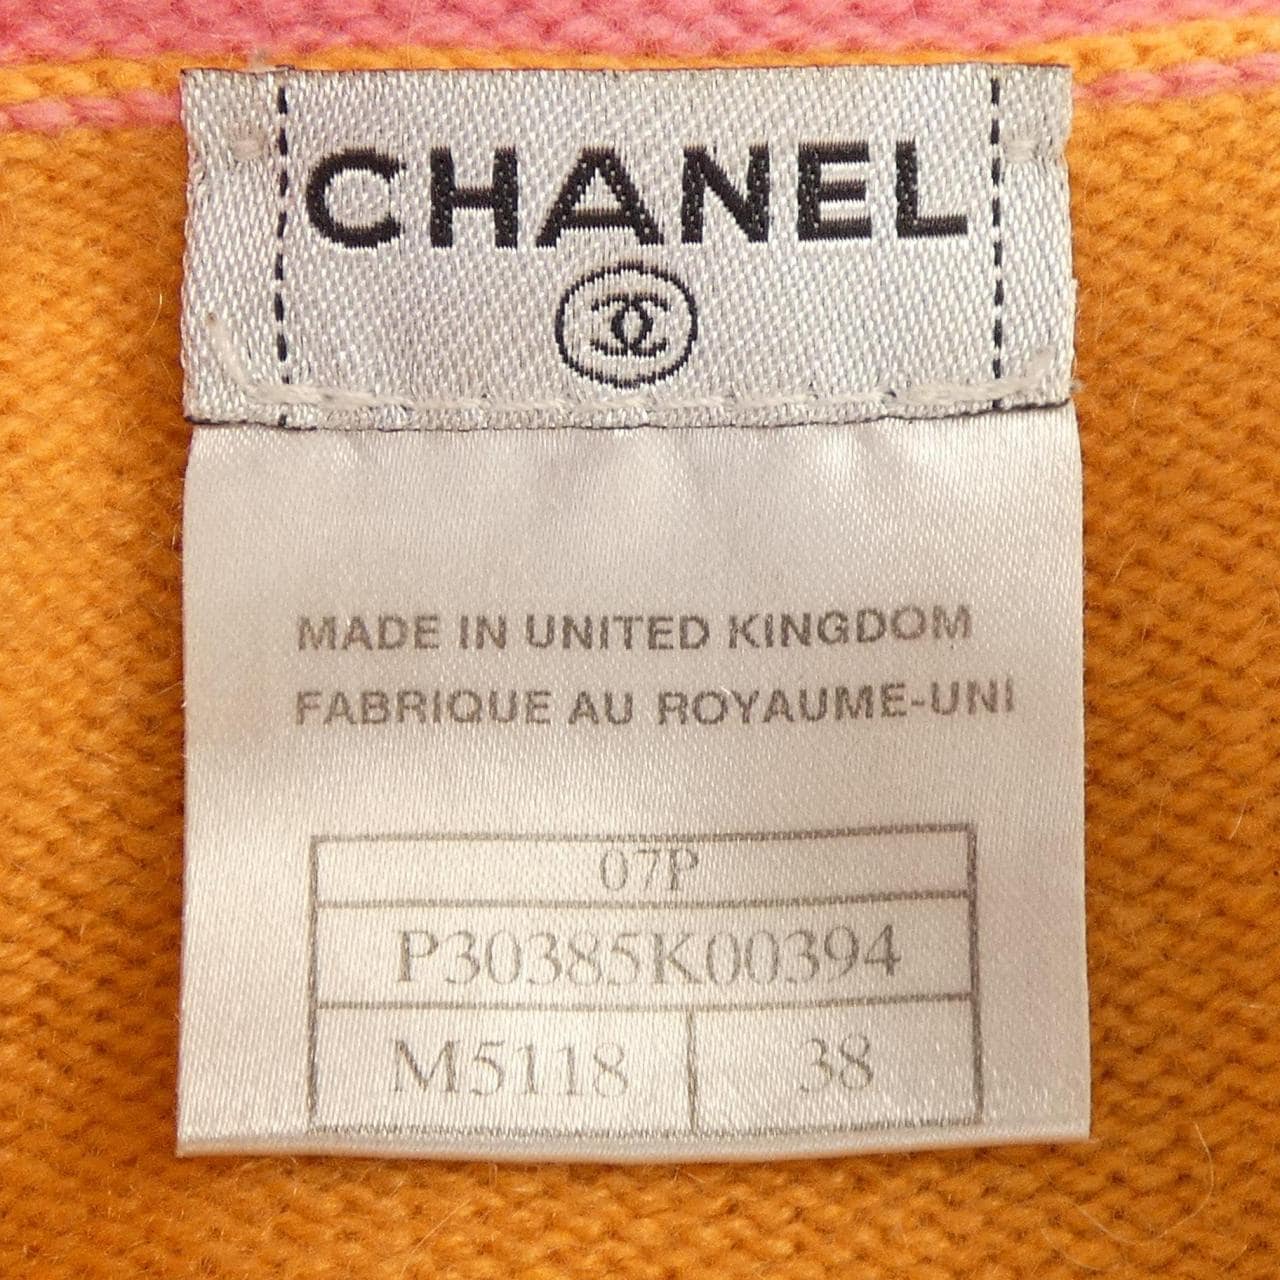 CHANEL
MADE IN UNITED KINGDOM
FABRIQUE AU ROYAUME-UNI
07P
P30385K00394
M5118 38